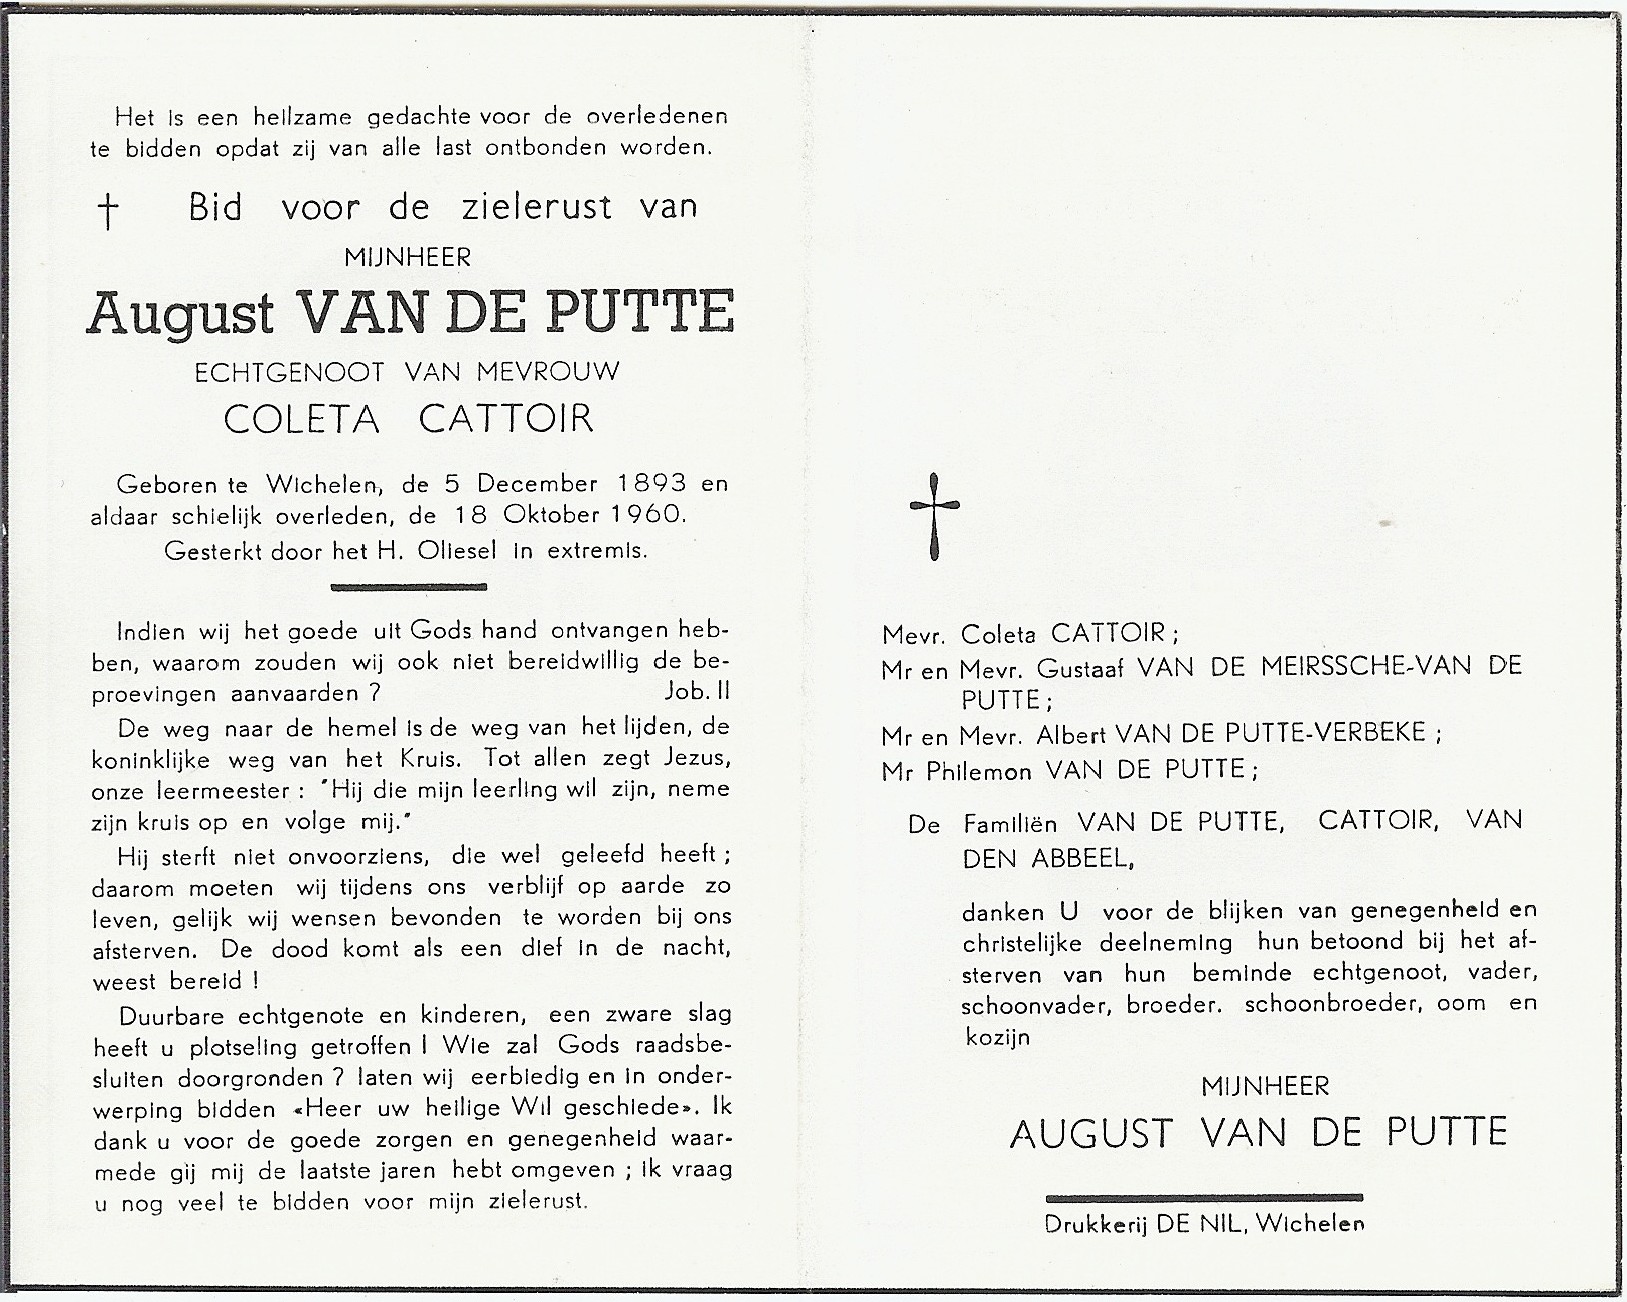 Het is een heilzame gedachte voor de overledenen
te bidden opdat zij van alle last ontbonden worden.
† Bid voor de zielerust van
MIJNHEER
August VAN DE PUTTE
ECHTGENOOT VAN MEVROUW
COLETA CATTOIR
Geboren te Wichelen, de 5 December 1893 en
aldaar schielijk overleden, de 18 Oktober 1960.
Gesterkt door het H. Oliesel in extremis.
Indien wij het goede uit Gods hand ontvangen heb-
ben, waarom zouden wij ook niet bereidwillig de be-
proevingen aanvaarden ? Job. II
De weg naar de hemel is de weg van het lijden, de
koninklijke weg van het Kruis. Tot allen zegt Jezus,
onze leermeester : "Hij die mijn leerling wil zijn, neme
zijn kruis op en volge mij."
Hij sterft niet onvoorziens, die wel geleefd heeft ;
daarom moeten wij tijdens ons verblijf op aarde zo
leven, gelijk wij wensen bevonden te worden bij ons
afsterven. De dood komt als een dief in de nacht,
weest bereid !
Duurbare echtgenote en kinderen, een zware slag
heeft u plotseling getroffen ! Wie zal Gods raadsbe-
sluiten doorgronden ? laten wij eerbiedig en in onder-
werping bidden «Heer uw heilige Wil geschiede». Ik
dank u voor de goede zorgen en genegenheid waar-
mede gij mij de laatste jaren hebt omgeven ; ik vraag
u nog veel te bidden voor mijn zielerust.
Mevr. Coleta CATTOIR ;
Mr en Mevr. Gustaaf VAN DE MEIRSSCHE-VAN DE
PUTTE ;
Mr en Mevr. Albert VAN DE PUTTE-VERBEKE ;
Mr Philemon VAN DE PUTTE ;
De Familiën VAN DE PUTTE, CATTOIR, VAN
DEN ABBEEL,
danken U voor de blijken van genegenheid en
christelijke deelneming hun betoond bij het af-
sterven van hun beminde echtgenoot, vader,
schoonvader, broeder. schoonbroeder, oom en
kozijn
MIJNHEER
AUGUST VAN DE PUTTE
Drukkerij DE NIL, Wichelen